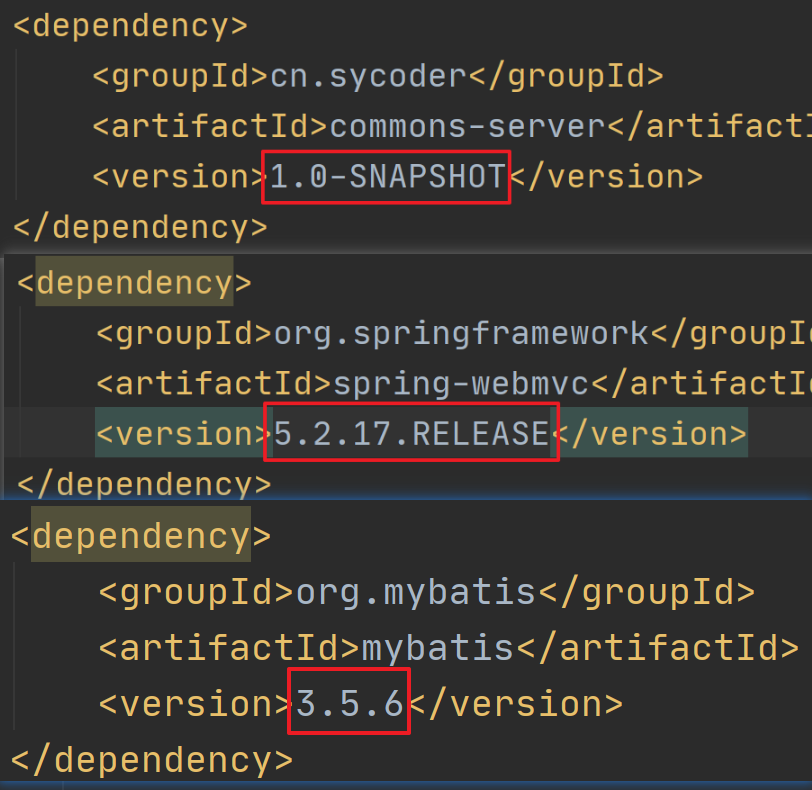 <dependency>
<groupId>cn.sycoder</groupId>
<artifactId>commons-server</artifactI
<version>1.0-SNAPSHOT</version>
</dependency>
<dependency>
<groupId>org.springframework</groupId
<artifactId>spring-webmvc</artifactId
<version>5.2.17.RELEASE</version>
</dependency>
<dependency>
<groupId>org.mybatis</groupId>
<artifactId>mybatis</artifactId>
<version>3.5.6</version>
</dependency>